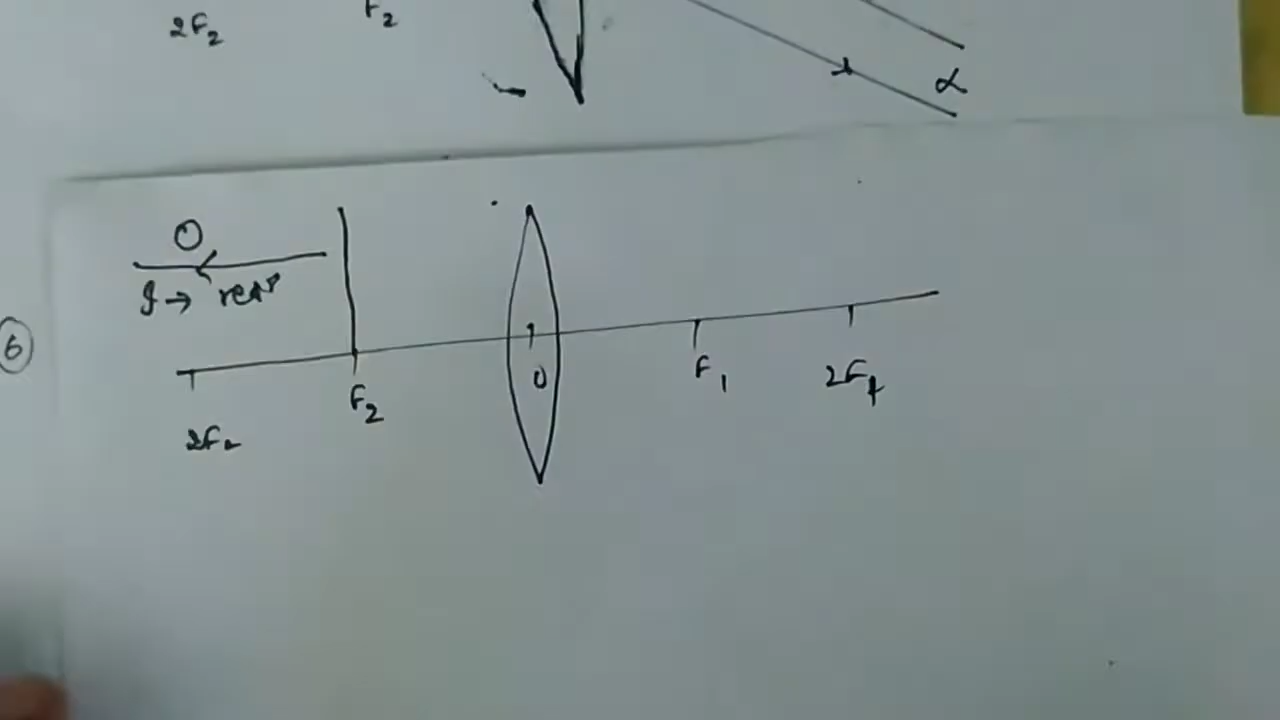 2F₂ F₂
α
O
I → real
6
F₂ O F₁ 2F₁
2F₂